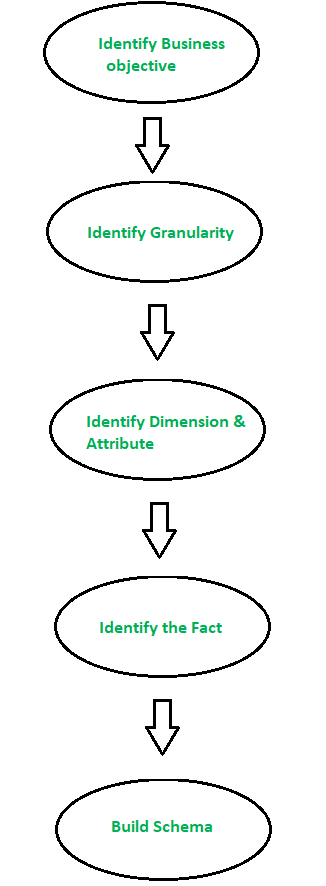 Identify Business
objective
Identify Granularity
Identify Dimension &
Attribute
Identify the Fact
Build Schema